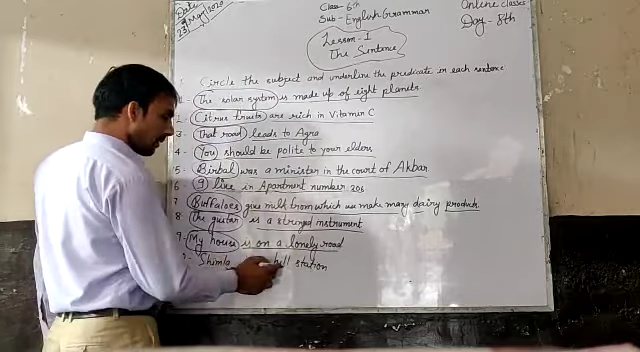 Date
23 Mar 2020
Class- 6th
Sub- English Grammar
Online classes
Day- 8th
Lesson-1
The Sentence
Circle the subject and underline the predicate in each sentence
1- The solar system is made up of eight planets
2- Citrus fruits are rich in Vitamin C
3- That road leads to Agra
4- You should be polite to your elders
5- Birbal was a minister in the court of Akbar
6 I live in Apartment number 206
7 Buffaloes give milk from which we make many dairy products
8 The guitar is a stringed instrument
9- My house is on a lonely road
Shimla hill station